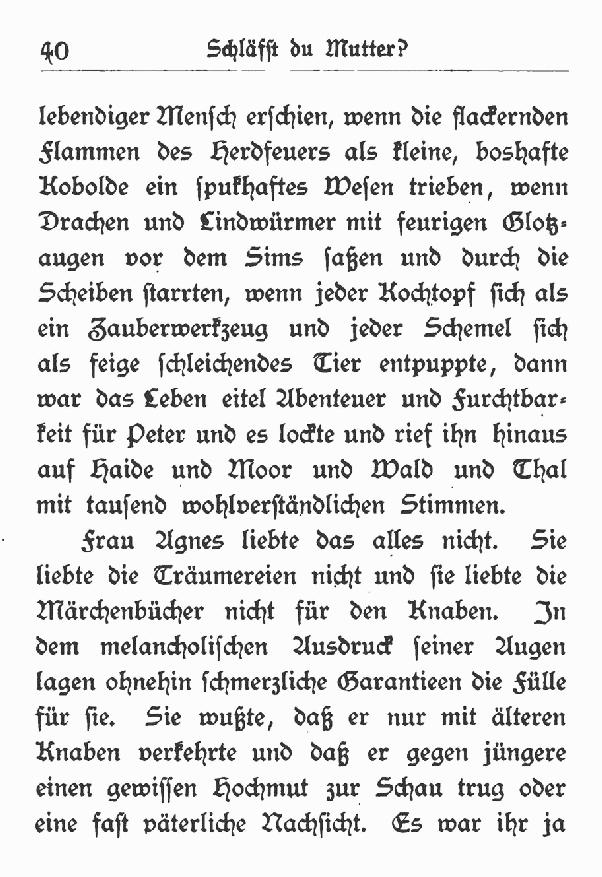 40 Schläfst du Mutter?
lebendiger Mensch erschien, wenn die flackernden
Flammen des Herdfeuers als kleine, boshafte
Kobolde ein spukhaftes Wesen trieben, wenn
Drachen und Lindwürmer mit feurigen Glotz-
augen vor dem Sims saßen und durch die
Scheiben starrten, wenn jeder Kochtopf sich als
ein Zauberwerkzeug und jeder Schemel sich
als feige schleichendes Tier entpuppte, dann
war das Leben eitel Abenteuer und Furchtbar-
keit für Peter und es lockte und rief ihn hinaus
auf Haide und Moor und Wald und Thal
mit tausend wohlverständlichen Stimmen.
Frau Agnes liebte das alles nicht. Sie
liebte die Träumereien nicht und sie liebte die
Märchenbücher nicht für den Knaben. In
dem melancholischen Ausdruck seiner Augen
lagen ohnehin schmerzliche Garantieen die Fülle
für sie. Sie wußte, daß er nur mit älteren
Knaben verkehrte und daß er gegen jüngere
einen gewissen Hochmut zur Schau trug oder
eine fast väterliche Nachsicht. Es war ihr ja